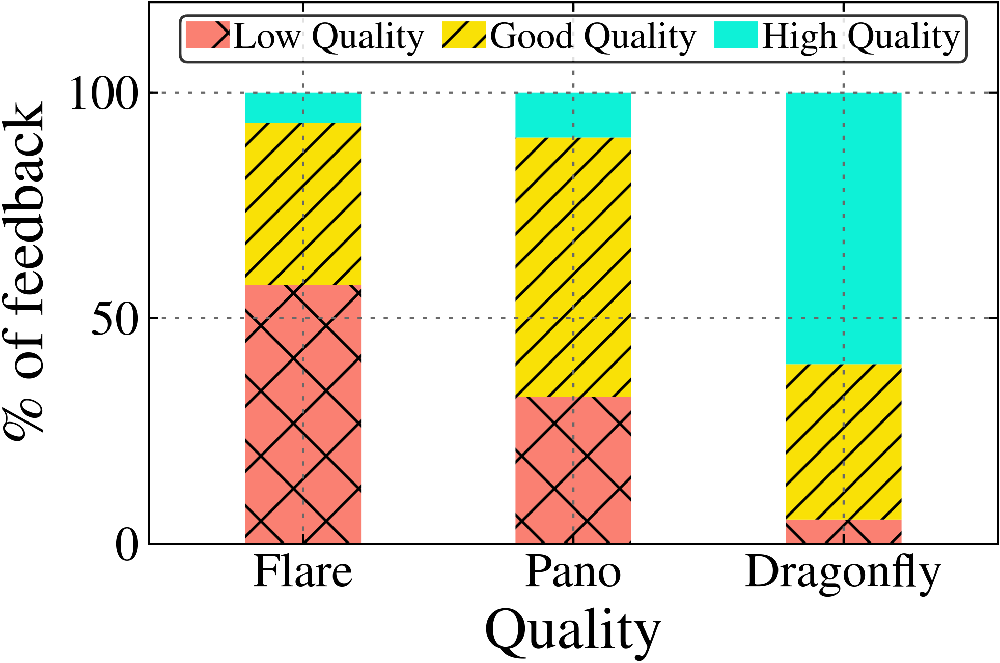 Low Quality Good Quality High Quality
% of feedback
100
50
0
Flare Pano Dragonfly
Quality